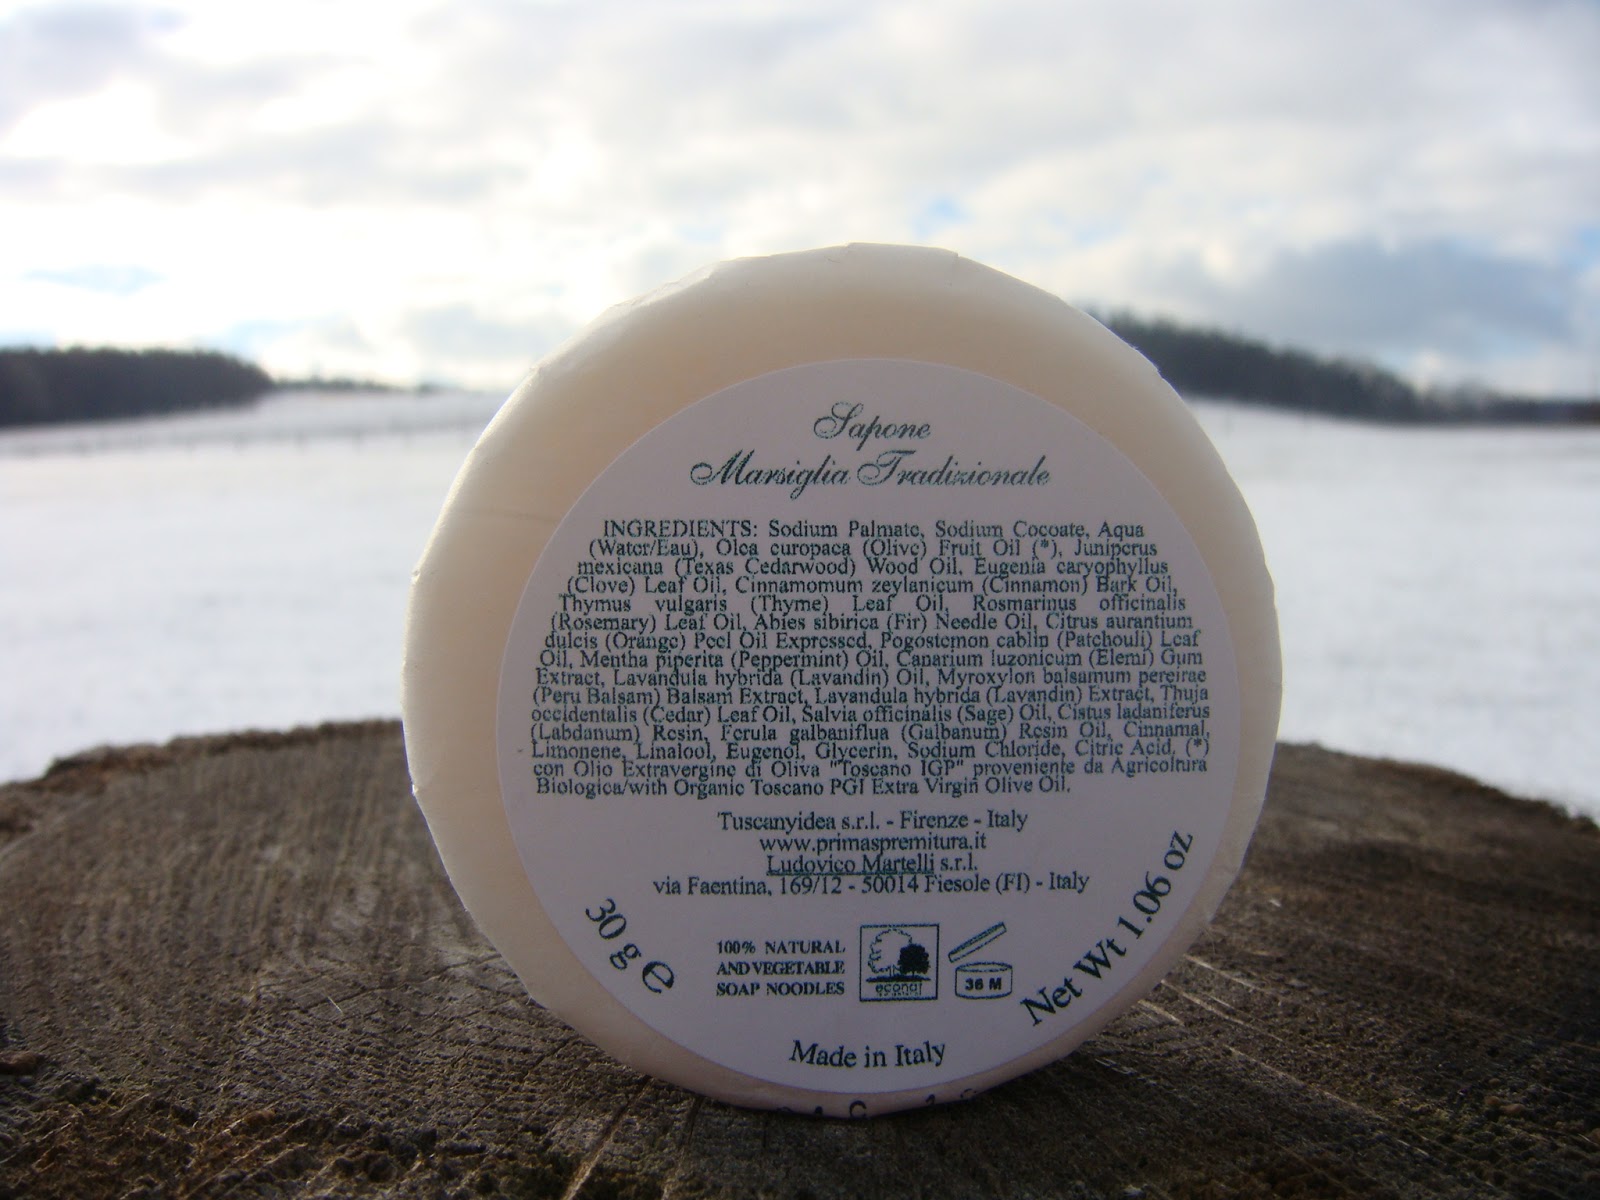 Sapone
Marsiglia Tradizionale
INGREDIENTS: Sodium Palmate, Sodium Cocoate, Aqua
(Water/Eau), Olea europaea (Olive) Fruit Oil (*), Juniperus
mexicana (Texas Cedarwood) Wood Oil, Eugenia caryophyllus
(Clove) Leaf Oil, Cinnamomum zeylanicum (Cinnamon) Bark Oil,
Thymus vulgaris (Thyme) Leaf Oil, Rosmarinus officinalis
(Rosemary) Leaf Oil, Abies sibirica (Fir) Needle Oil, Citrus aurantium
dulcis (Orange) Peel Oil Expressed, Pogostemon cablin (Patchouli) Leaf
Oil, Mentha piperita (Peppermint) Oil, Canarium luzonicum (Elemi) Gum
Extract, Lavandula hybrida (Lavandin) Oil, Myroxylon balsamum pereirae
(Peru Balsam) Balsam Extract, Lavandula hybrida (Lavandin) Extract, Thuja
occidentalis (Cedar) Leaf Oil, Salvia officinalis (Sage) Oil, Cistus ladaniferus
(Labdanum) Resin, Ferula galbaniflua (Galbanum) Resin Oil, Cinnamal,
Limonene, Linalool, Eugenol, Glycerin, Sodium Chloride, Citric Acid, (*)
con Olio Extravergine di Oliva "Toscano IGP" proveniente da Agricoltura
Biologica/with Organic Toscano PGI Extra Virgin Olive Oil.
Tuscanyidea s.r.l. - Firenze - Italy
www.primaspremitura.it
Ludovico Martelli s.r.l.
via Faentina, 169/12 - 50014 Fiesole (FI) - Italy
30 g e
100% NATURAL
AND VEGETABLE
SOAP NOODLES
econat
36 M
Net Wt 1.06 oz
Made in Italy